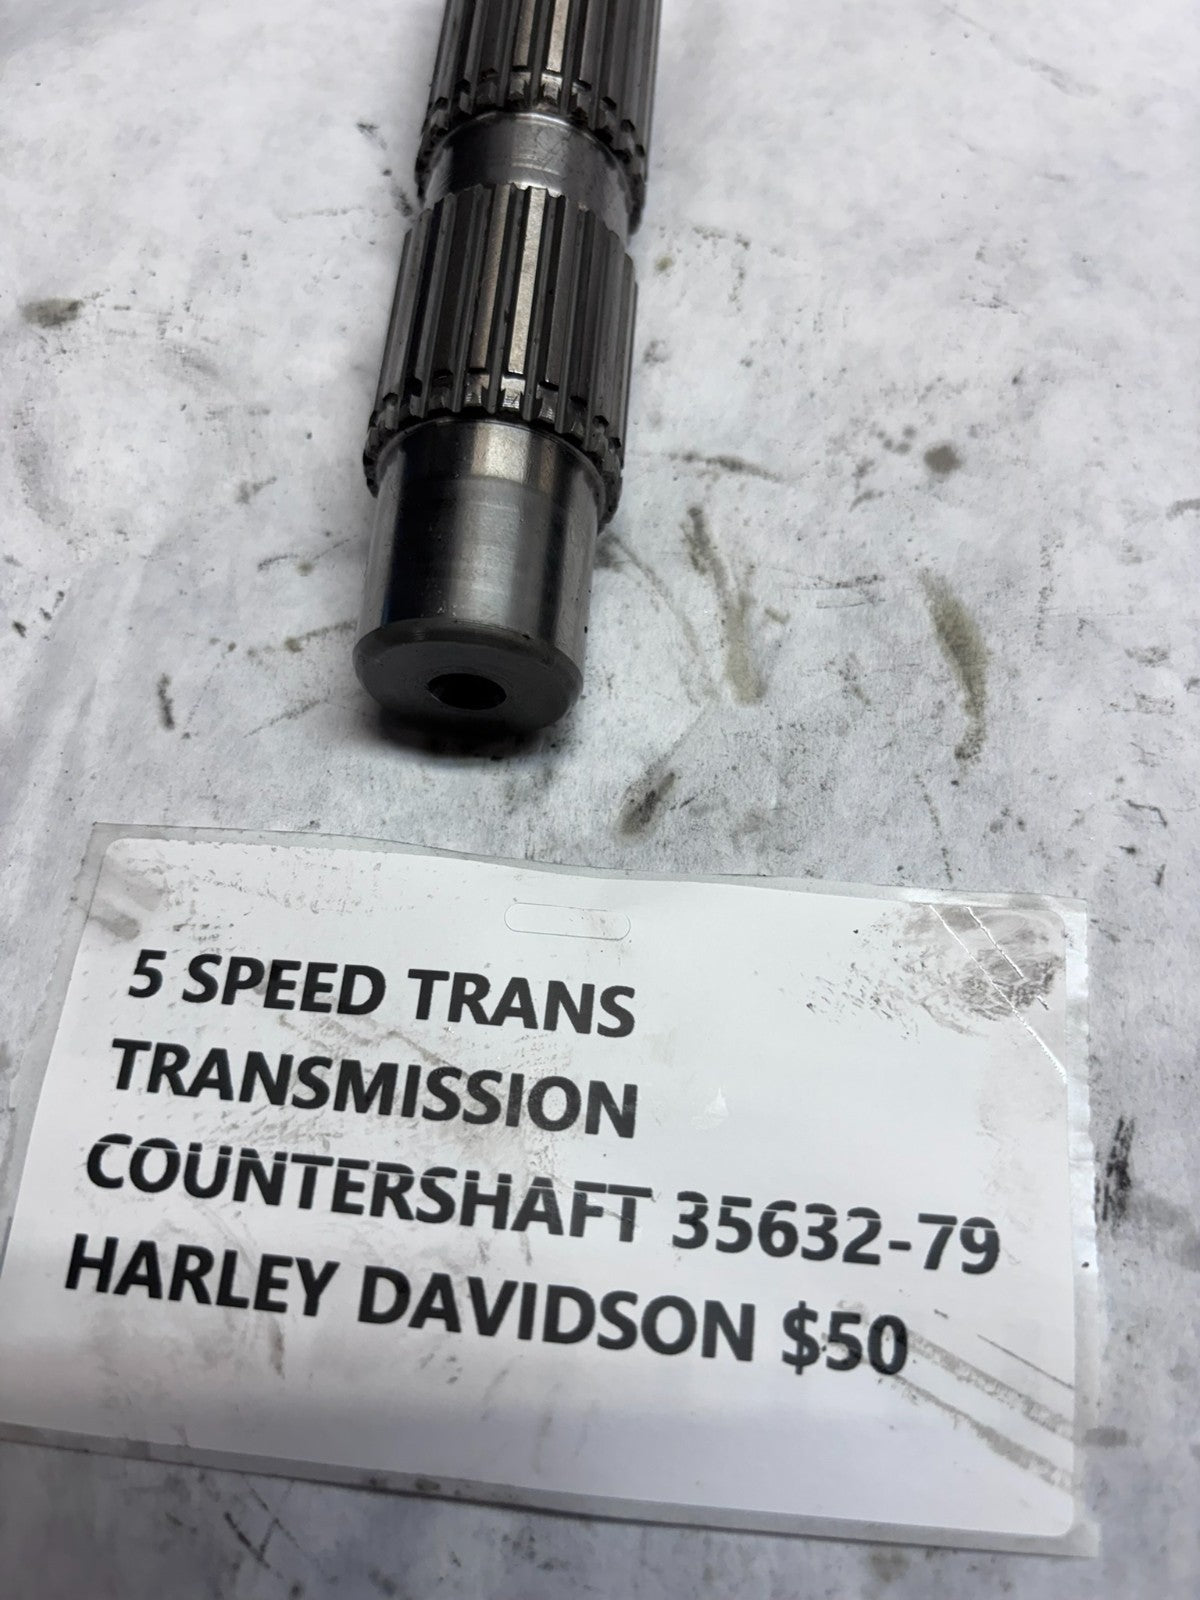 5 SPEED TRANS
TRANSMISSION
COUNTERSHAFT 35632-79
HARLEY DAVIDSON $50